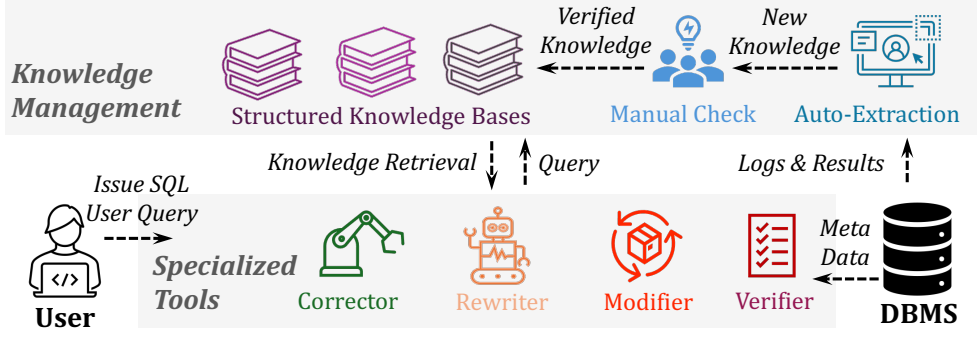 Verified
Knowledge
New
Knowledge
Knowledge
Management
Structured Knowledge Bases
Manual Check
Auto-Extraction
Knowledge Retrieval
Query
Logs & Results
Issue SQL
User Query
</>
Meta
Data
Specialized
Tools
Corrector
Rewriter
Modifier
Verifier
User
DBMS